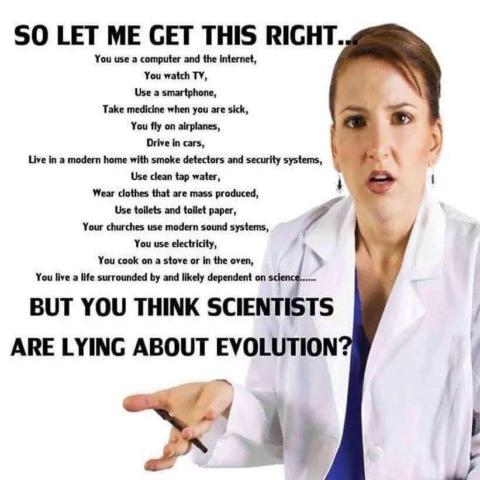 SO LET ME GET THIS RIGHT...
You use a computer and the internet,
You watch TV,
Use a smartphone,
Take medicine when you are sick,
You fly on airplanes,
Drive in cars,
Live in a modern home with smoke detectors and security systems,
Use clean tap water,
Wear clothes that are mass produced,
Use toilets and toilet paper,
Your churches use modern sound systems,
You use electricity,
You cook on a stove or in the oven,
You live a life surrounded by and likely dependent on science......
BUT YOU THINK SCIENTISTS
ARE LYING ABOUT EVOLUTION?